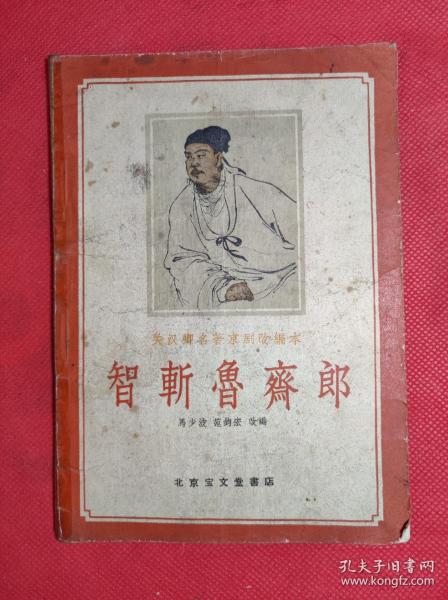 关汉卿名著京剧改編本
智斬魯齋郎
馬少波 范鈞宏 改編
北京宝文堂書店
孔夫子旧书网
www.kongfz.com